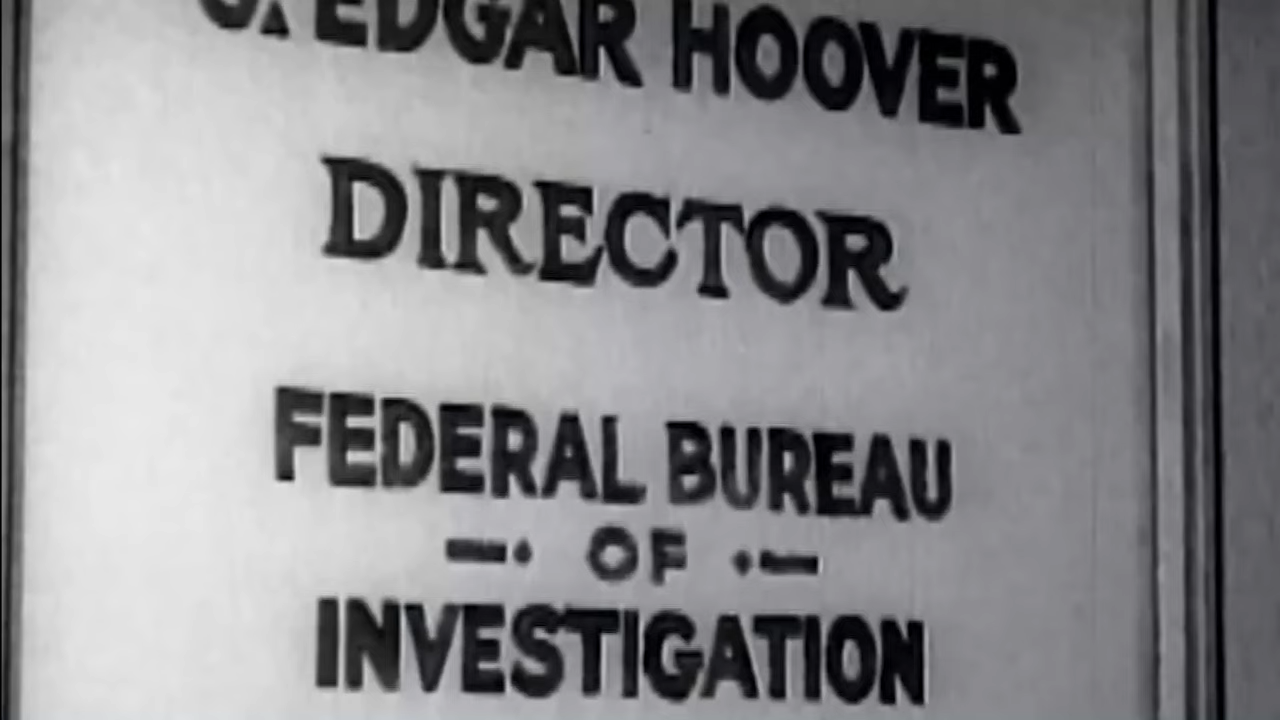 J. EDGAR HOOVER
DIRECTOR
FEDERAL BUREAU
—· OF ·—
INVESTIGATION